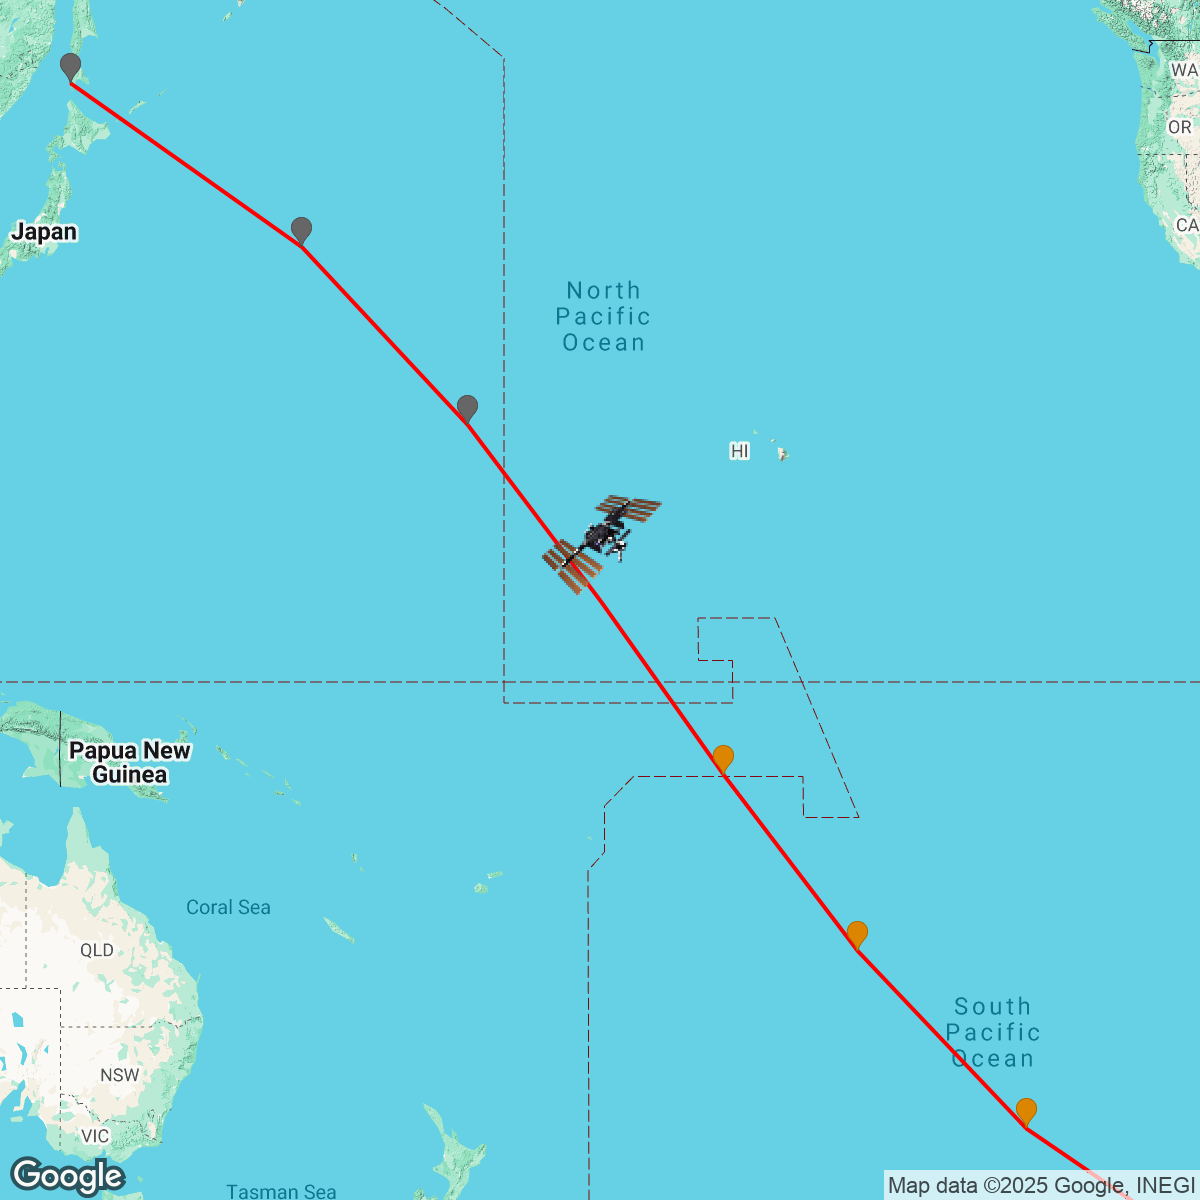 WA
OR
Japan
CA
North
Pacific
Ocean
HI
Papua New
Guinea
Coral Sea
QLD
South
Pacific
Ocean
NSW
VIC
Google
Tasman Sea
Map data ©2025 Google, INEGI